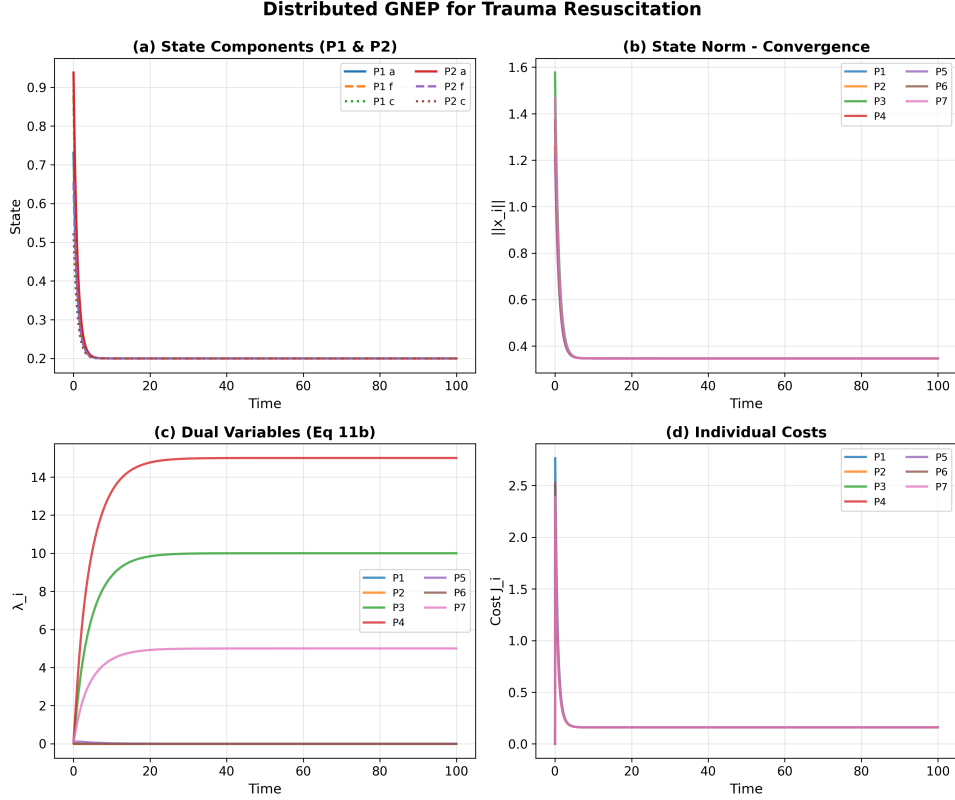 Distributed GNEP for Trauma Resuscitation
(a) State Components (P1 & P2)
State
0.9
0.8
0.7
0.6
0.5
0.4
0.3
0.2
P1 a
P1 f
P1 c
P2 a
P2 f
P2 c
0 20 40 60 80 100
Time
(b) State Norm - Convergence
||x_i||
1.6
1.4
1.2
1.0
0.8
0.6
0.4
P1
P2
P3
P4
P5
P6
P7
0 20 40 60 80 100
Time
(c) Dual Variables (Eq 11b)
λ_i
14
12
10
8
6
4
2
0
P1
P2
P3
P4
P5
P6
P7
0 20 40 60 80 100
Time
(d) Individual Costs
Cost J_i
2.5
2.0
1.5
1.0
0.5
0.0
P1
P2
P3
P4
P5
P6
P7
0 20 40 60 80 100
Time